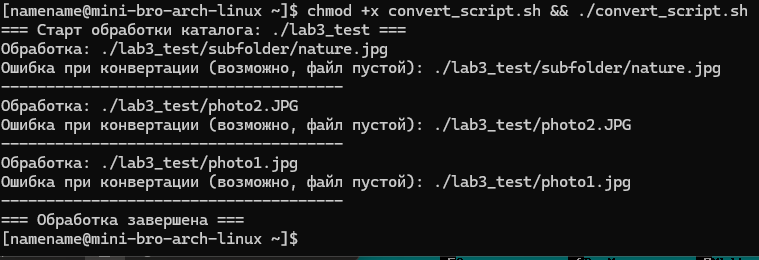 [namename@mini-bro-arch-linux ~]$ chmod +x convert_script.sh && ./convert_script.sh
=== Старт обработки каталога: ./lab3_test ===
Обработка: ./lab3_test/subfolder/nature.jpg
Ошибка при конвертации (возможно, файл пустой): ./lab3_test/subfolder/nature.jpg
--------------------------------------
Обработка: ./lab3_test/photo2.JPG
Ошибка при конвертации (возможно, файл пустой): ./lab3_test/photo2.JPG
--------------------------------------
Обработка: ./lab3_test/photo1.jpg
Ошибка при конвертации (возможно, файл пустой): ./lab3_test/photo1.jpg
--------------------------------------
=== Обработка завершена ===
[namename@mini-bro-arch-linux ~]$